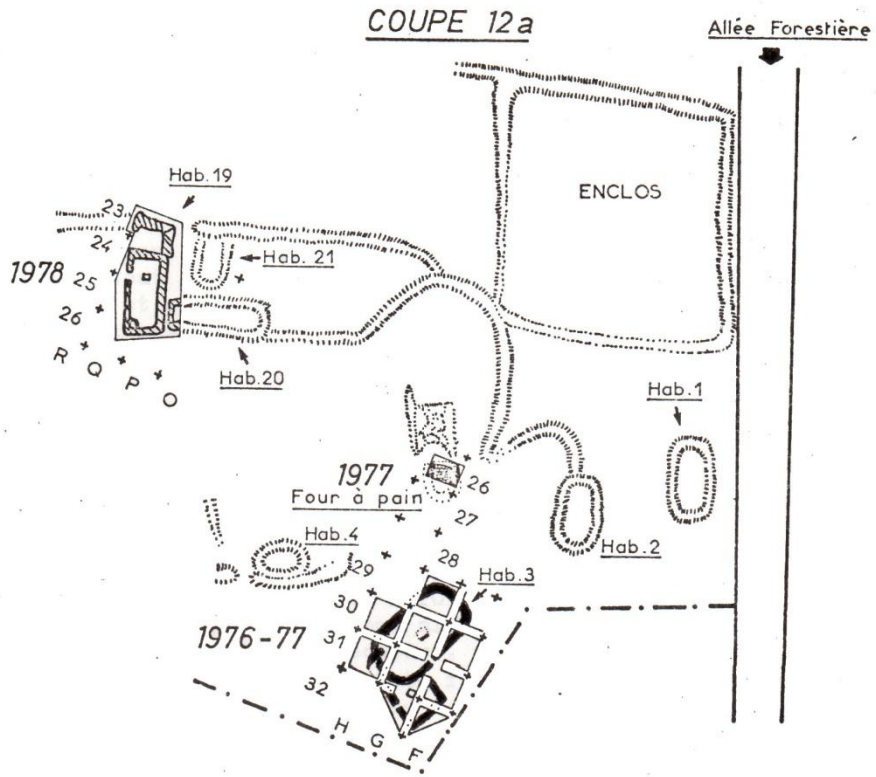 COUPE 12a
Allée Forestière
Hab.19
ENCLOS
23
24
Hab. 21
1978
25
26
R
Q
P
O
Hab.20
Hab.1
1977
Four à pain
26
27
Hab.4
Hab.2
28
29
Hab.3
30
1976-77
31
32
H
G
F